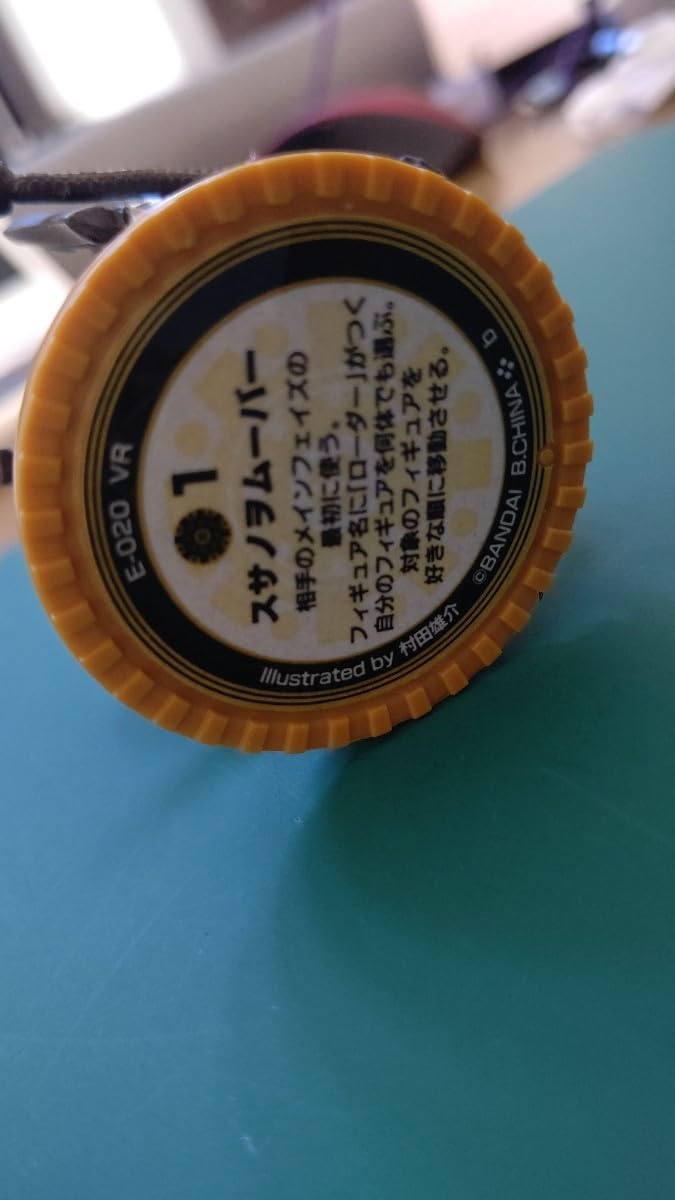 E-020 VR
1
スサノヲムーバー
相手のメインフェイズの
最初に使う。
フィギュア名に「ローダー」がつく
自分のフィギュアを何体でも選ぶ。
対象のフィギュアを
好きな順に移動させる。
Illustrated by 村田雄介
©BANDAI B.CHINA
b